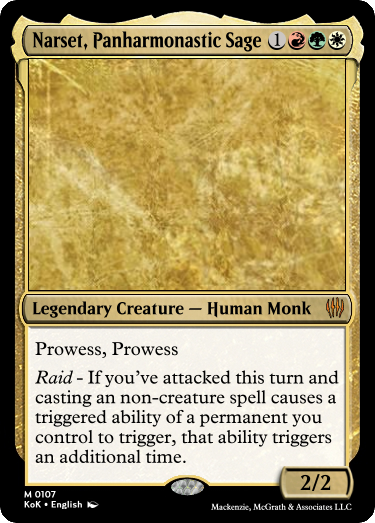 Narset, Panharmonastic Sage 1
Legendary Creature — Human Monk
Prowess, Prowess
Raid - If you've attacked this turn and
casting an non-creature spell causes a
triggered ability of a permanent you
control to trigger, that ability triggers
an additional time.
2/2
M 0107
KoK • English
Mackenzie, McGrath & Associates LLC